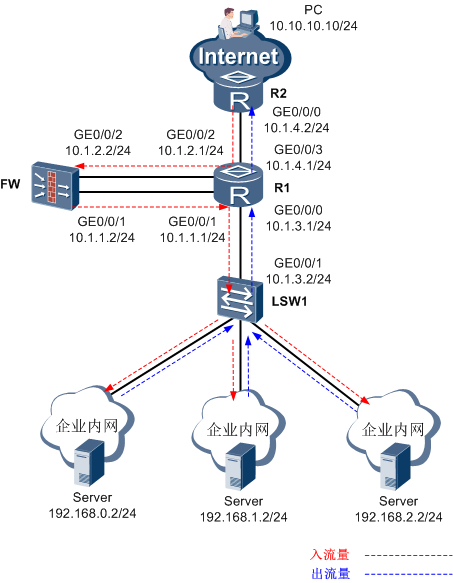 PC
10.10.10.10/24
Internet
R
R2
GE0/0/0
10.1.4.2/24
GE0/0/2
10.1.2.2/24
GE0/0/2
10.1.2.1/24
GE0/0/3
10.1.4.1/24
FW
R
R1
GE0/0/1
10.1.1.2/24
GE0/0/1
10.1.1.1/24
GE0/0/0
10.1.3.1/24
GE0/0/1
10.1.3.2/24
LSW1
企业内网
企业内网
企业内网
Server
192.168.0.2/24
Server
192.168.1.2/24
Server
192.168.2.2/24
入流量
出流量